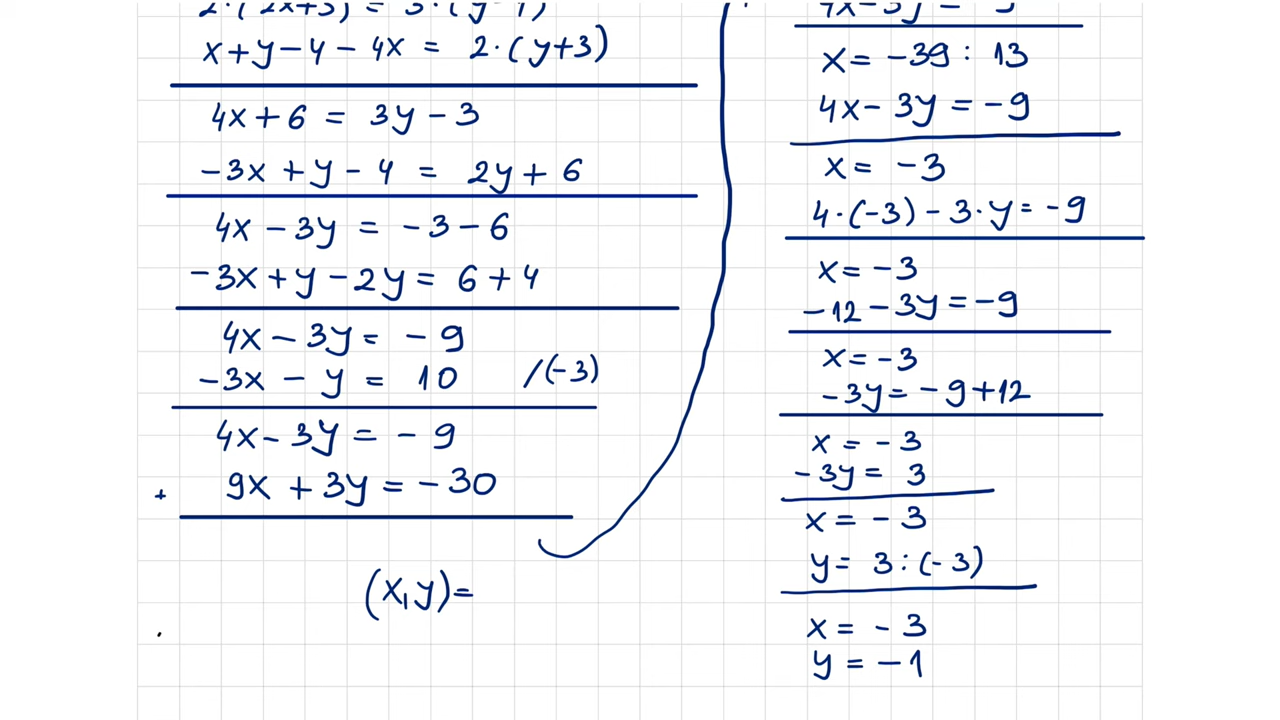 x+y-4-4x = 2·(y+3)
4x+6 = 3y-3
-3x+y-4 = 2y+6
4x-3y = -3-6
-3x+y-2y = 6+4
4x-3y = -9
-3x-y = 10 /(-3)
4x-3y = -9
+ 9x+3y = -30
(x,y)=
x = -39 : 13
4x-3y = -9
x = -3
4·(-3)-3·y = -9
x = -3
-12-3y = -9
x = -3
-3y = -9+12
x = -3
-3y = 3
x = -3
y = 3:(-3)
x = -3
y = -1